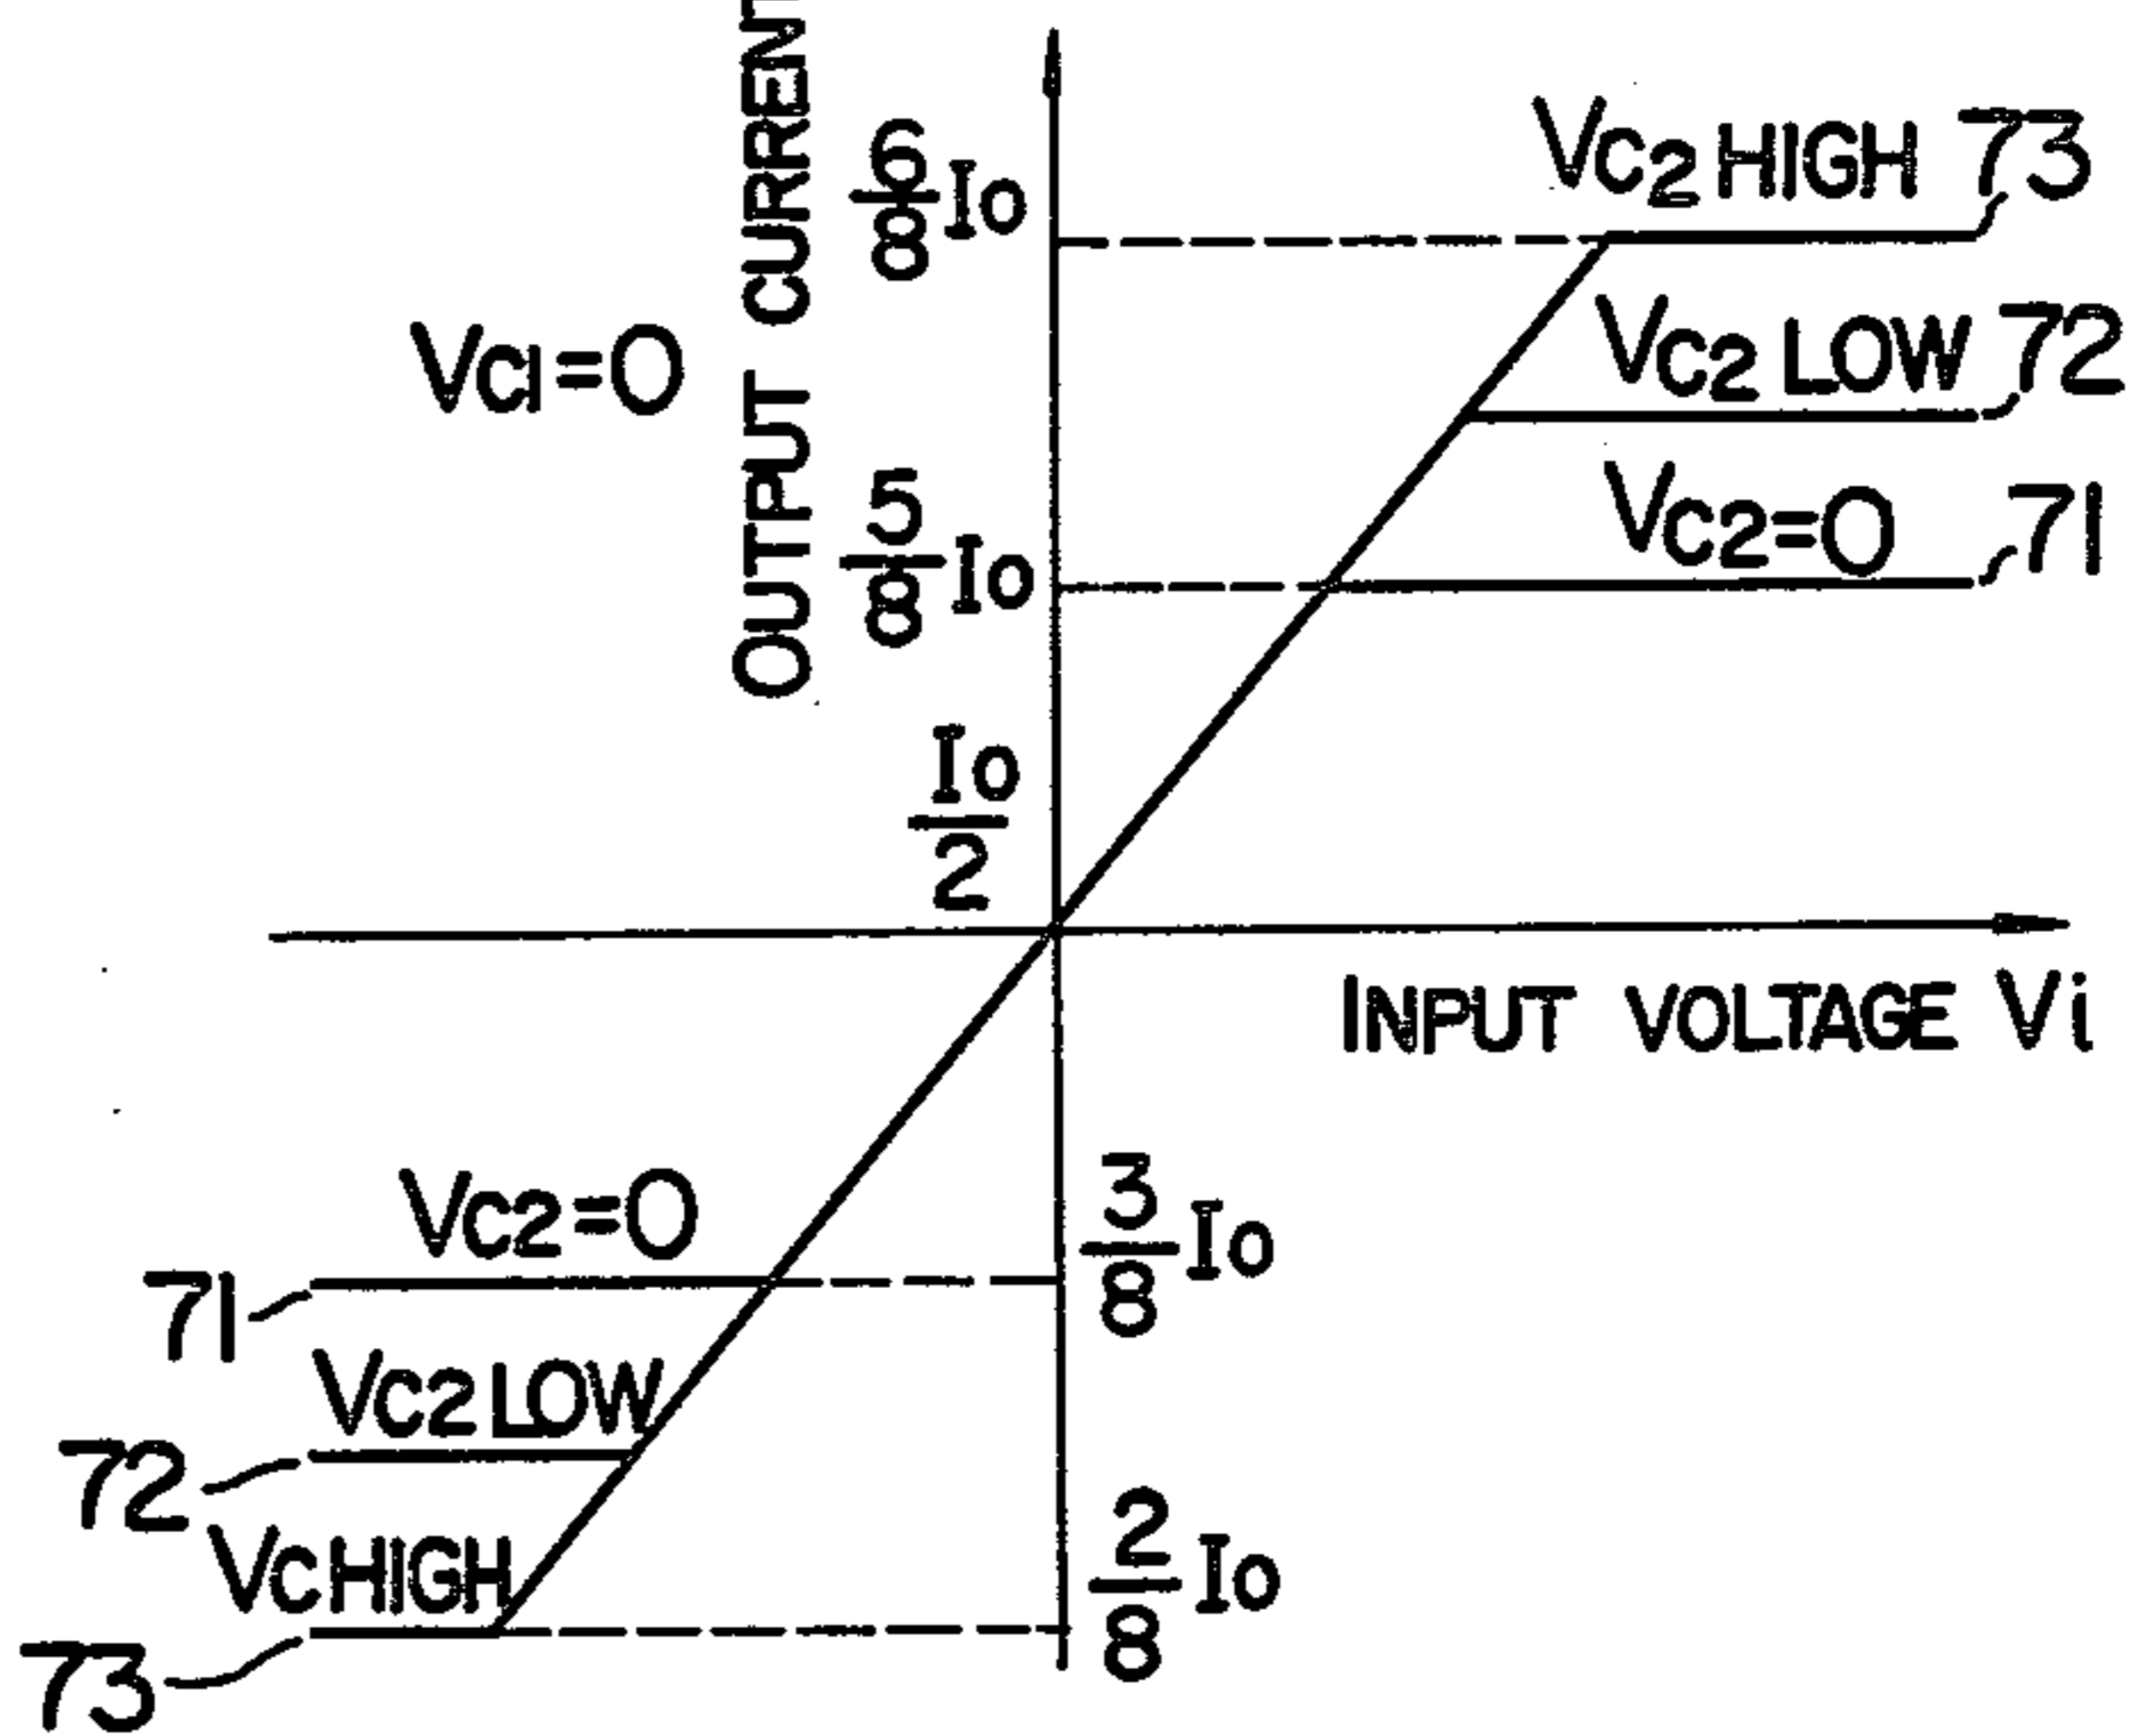 OUTPUT CURREN
6/8 Io
VC2 HIGH 73
VC2 LOW 72
VC1=0
5/8 Io
VC2=0 71
Io/2
INPUT VOLTAGE Vi
VC2=0
3/8 Io
71
VC2 LOW
72
2/8 Io
VC HIGH
73